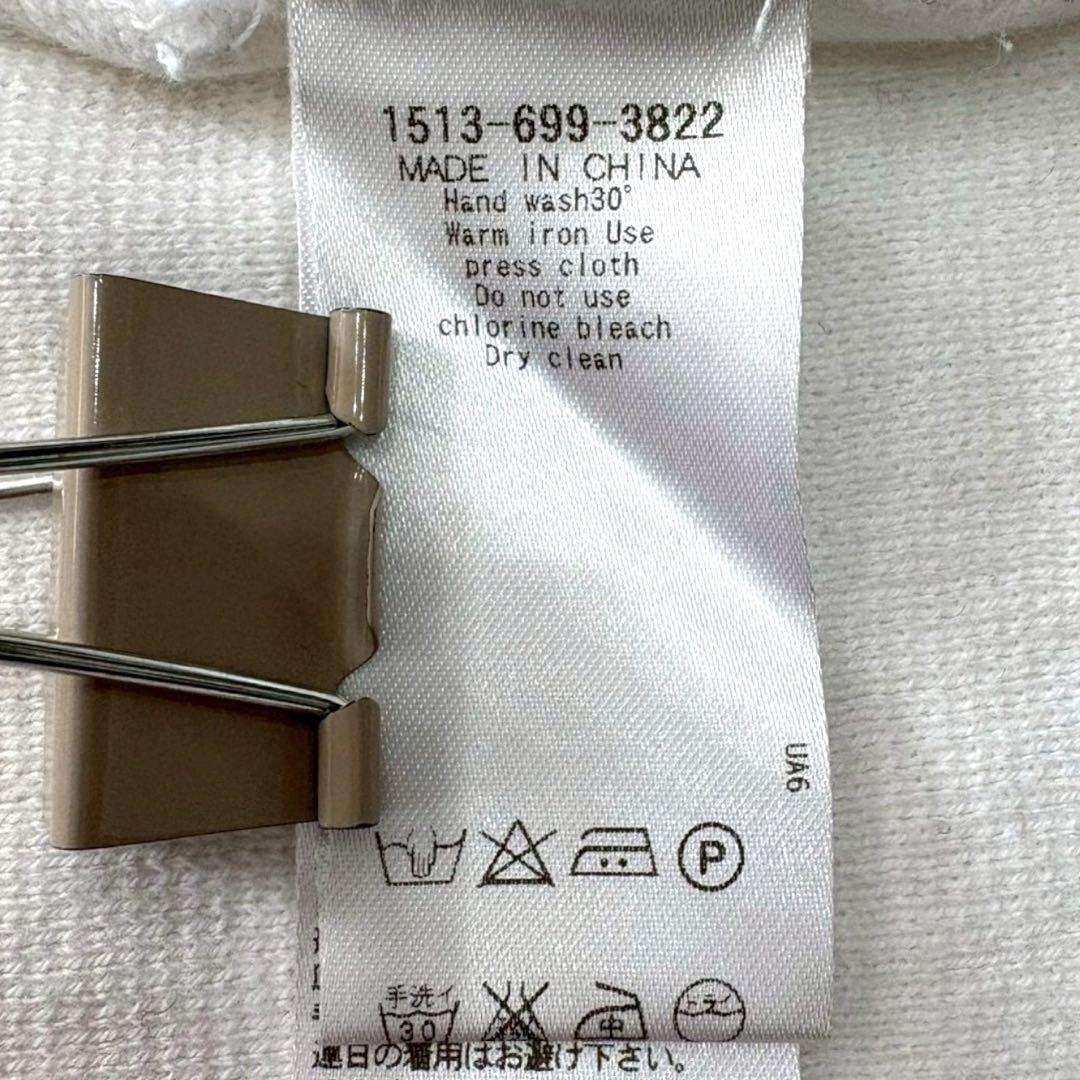 1513-699-3822
MADE IN CHINA
Hand wash30°
Warm iron Use
press cloth
Do not use
chlorine bleach
Dry clean
UA6
P
手洗イ
30
中
ドライ
連日の着用はお避け下さい。